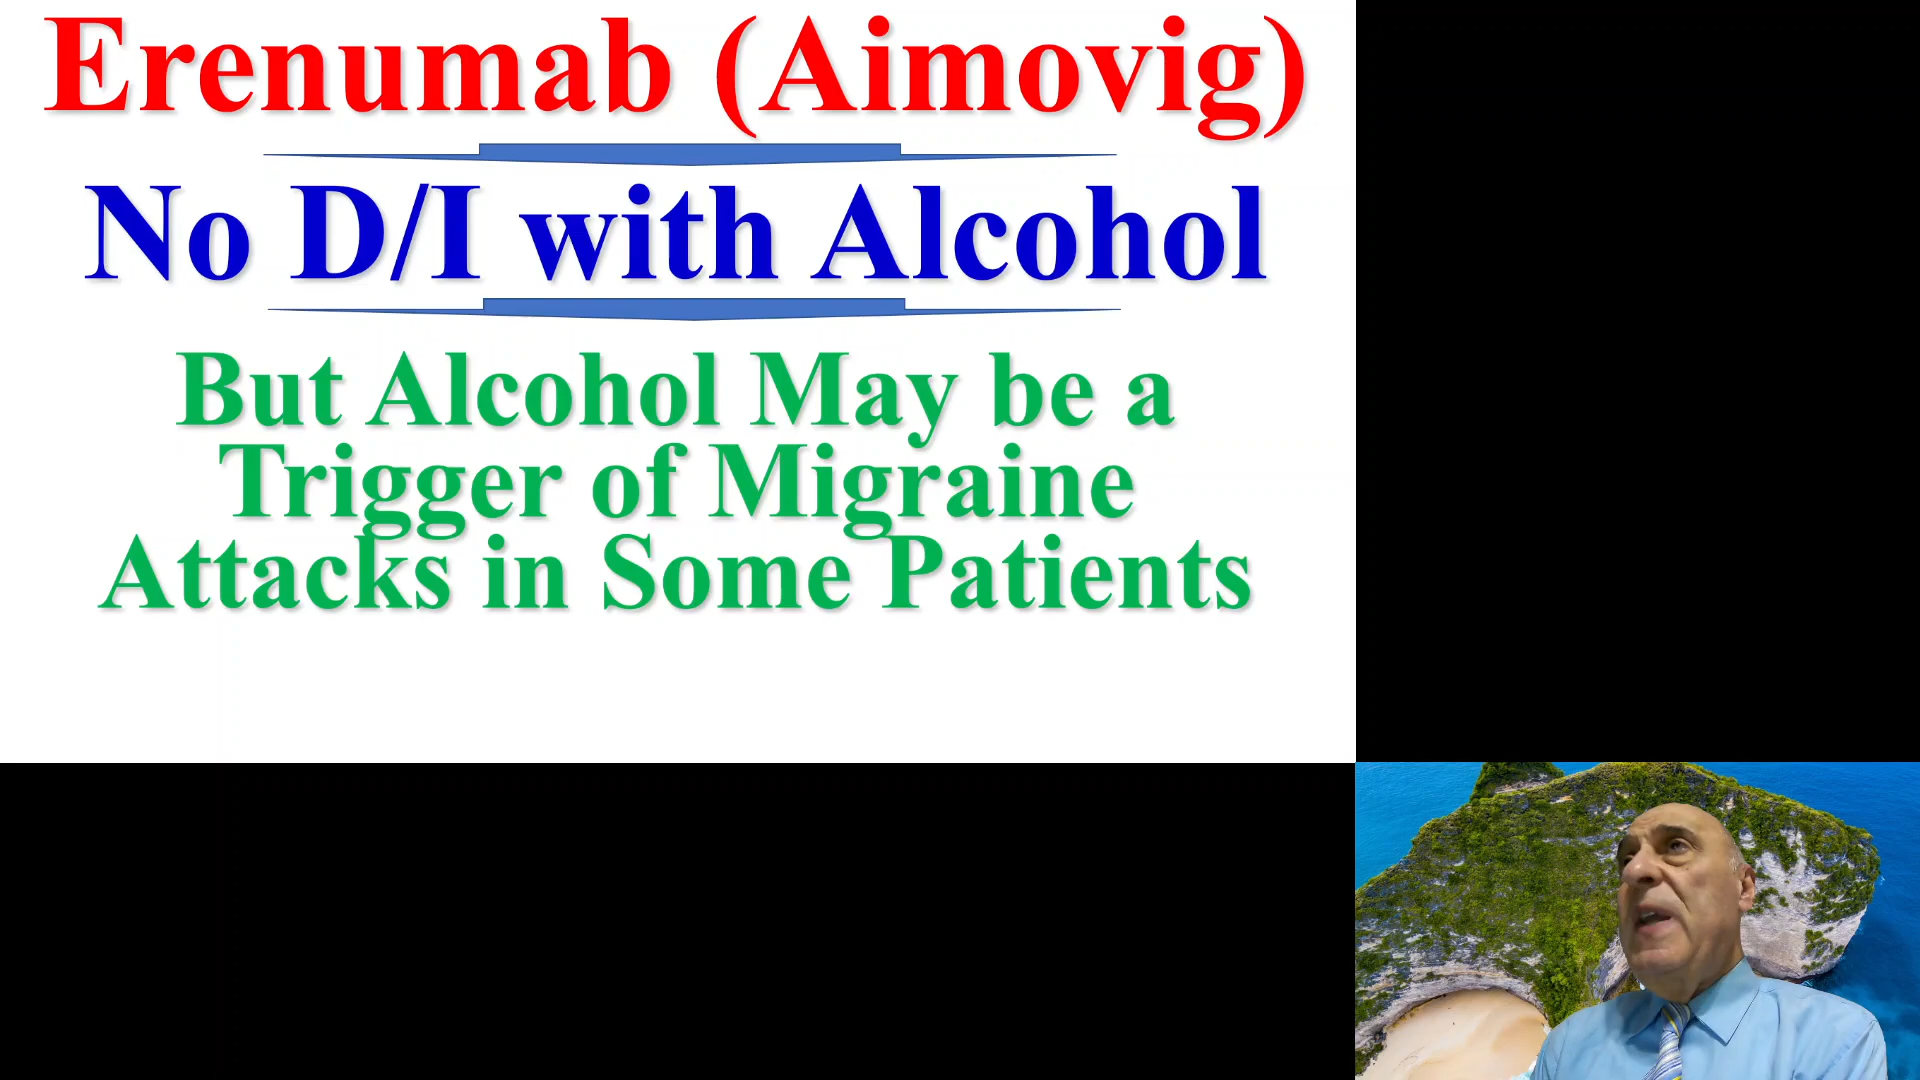 Erenumab (Aimovig)
No D/I with Alcohol
But Alcohol May be a
Trigger of Migraine
Attacks in Some Patients